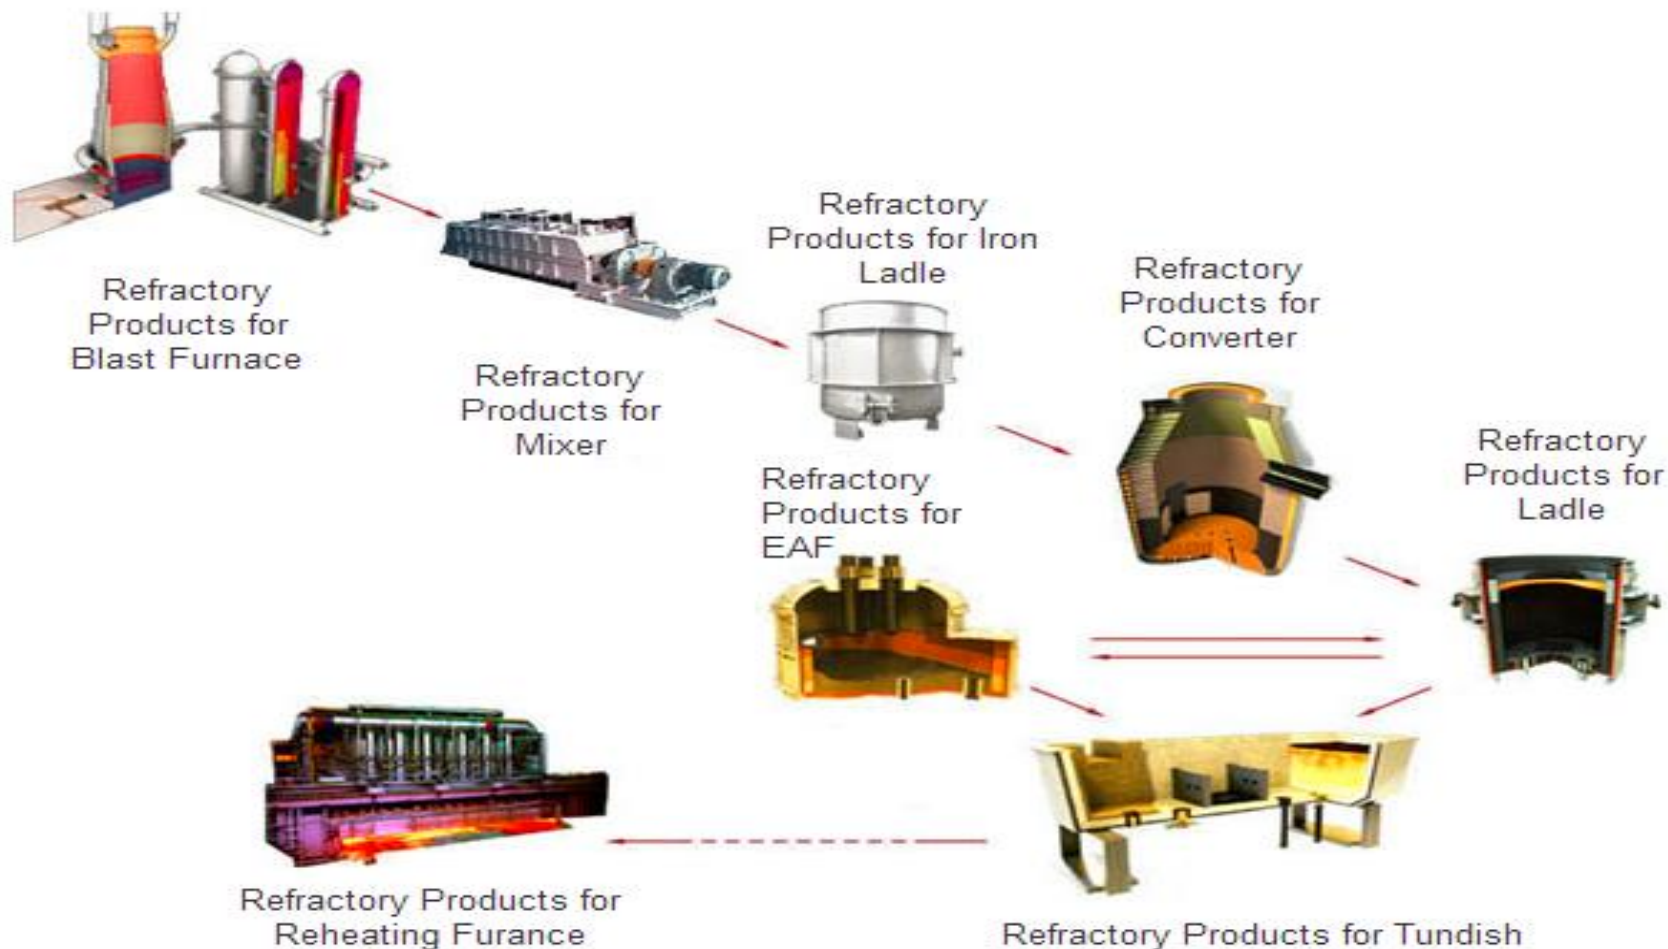 Refractory
Products for
Blast Furnace
Refractory
Products for
Mixer
Refractory
Products for Iron
Ladle
Refractory
Products for
Converter
Refractory
Products for
Ladle
Refractory
Products for
EAF
Refractory Products for Tundish
Refractory Products for
Reheating Furance